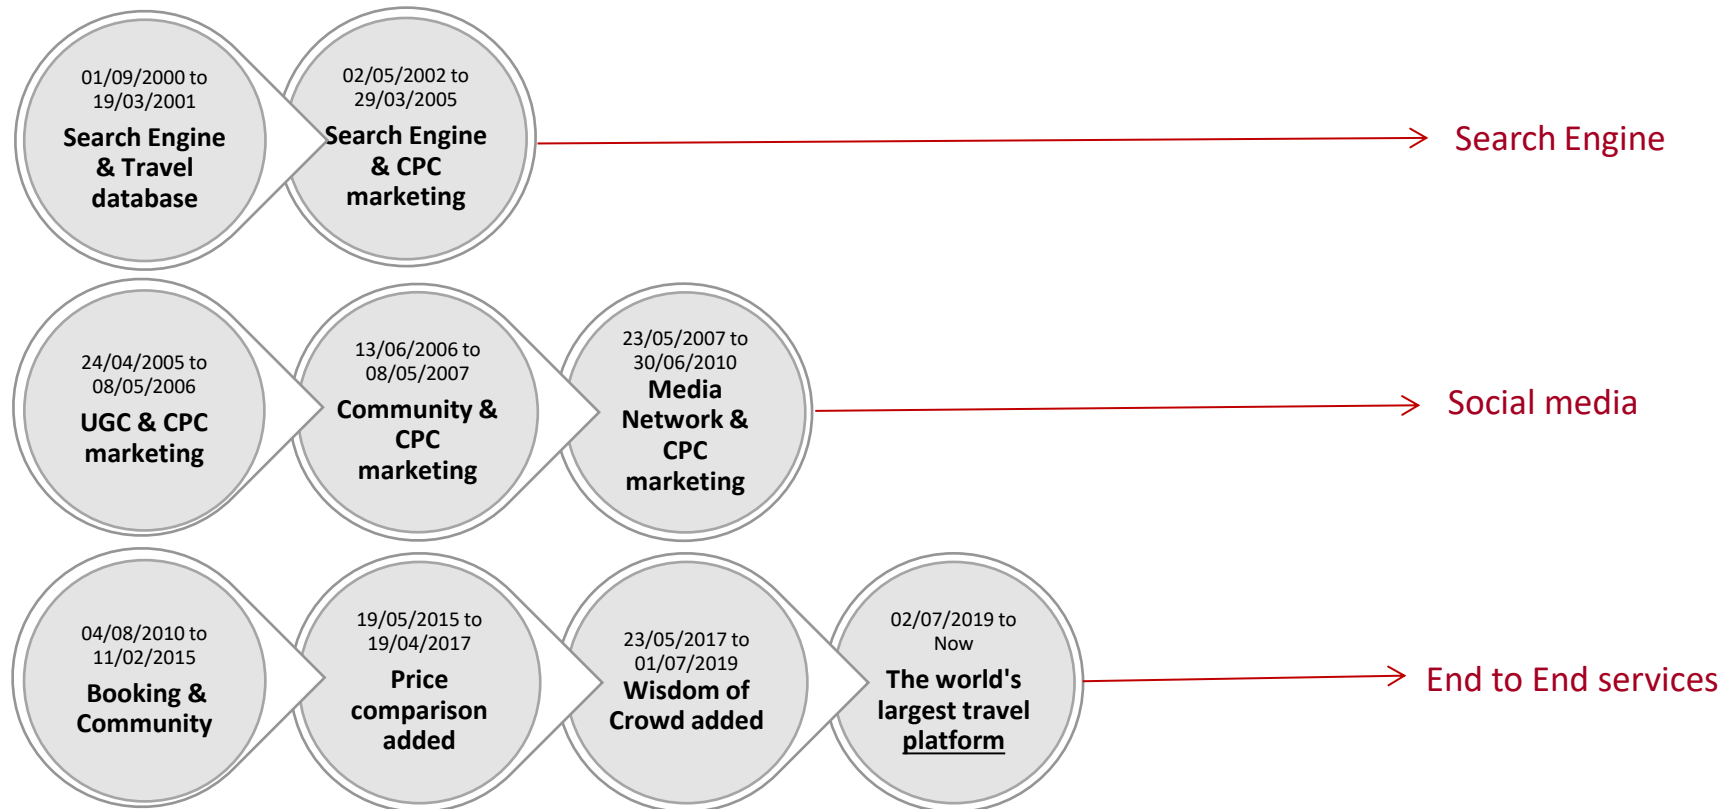 01/09/2000 to
19/03/2001
Search Engine
& Travel
database
02/05/2002 to
29/03/2005
Search Engine
& CPC
marketing
Search Engine
24/04/2005 to
08/05/2006
UGC & CPC
marketing
13/06/2006 to
08/05/2007
Community &
CPC
marketing
23/05/2007 to
30/06/2010
Media
Network &
CPC
marketing
Social media
04/08/2010 to
11/02/2015
Booking &
Community
19/05/2015 to
19/04/2017
Price
comparison
added
23/05/2017 to
01/07/2019
Wisdom of
Crowd added
02/07/2019 to
Now
The world's
largest travel
platform
End to End services